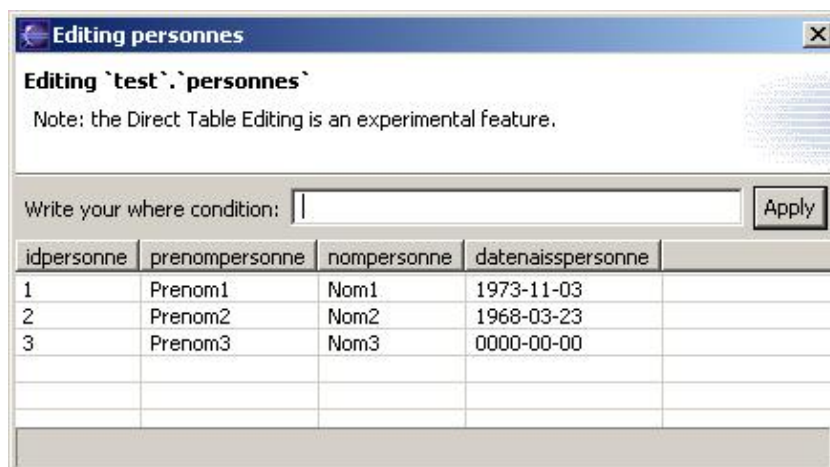 Editing personnes
Editing `test`.`personnes`
Note: the Direct Table Editing is an experimental feature.
Write your where condition: Apply
idpersonne prenompersonne nompersonne datenaisspersonne
1 Prenom1 Nom1 1973-11-03
2 Prenom2 Nom2 1968-03-23
3 Prenom3 Nom3 0000-00-00